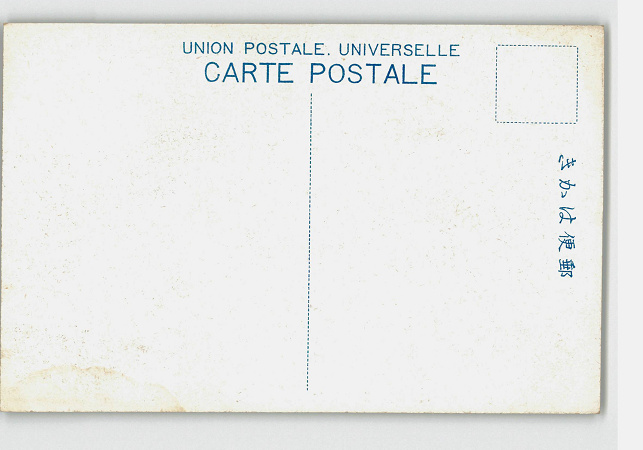 UNION POSTALE. UNIVERSELLE
CARTE POSTALE
郵便はかき